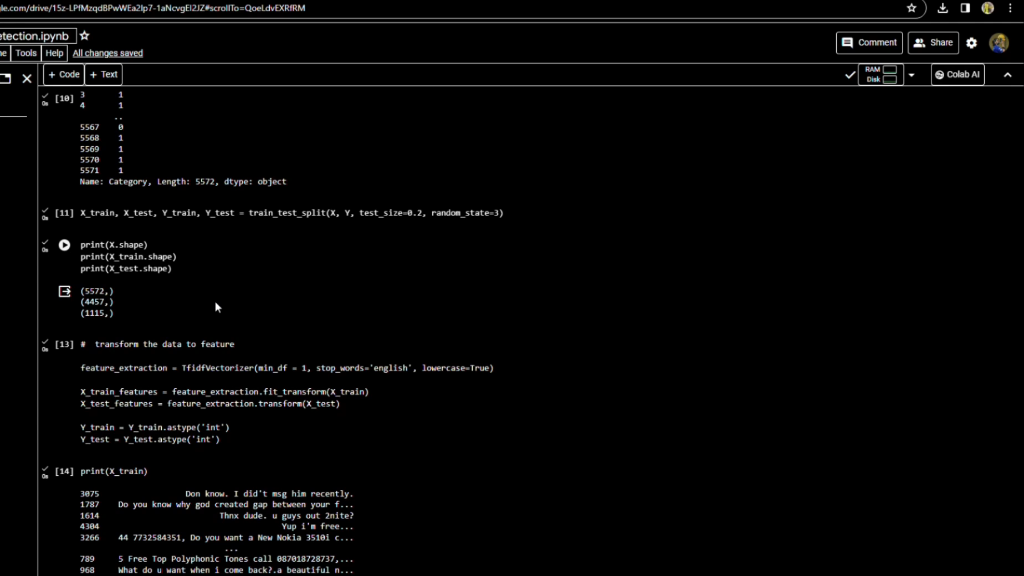 le.com/drive/15z-LPfMzqdBPwWEa2Ip7-1aNcvgEI2JZ#scrollTo=QoeLdvEXRfRM
etection.ipynb
Comment
Share
Tools Help All changes saved
+ Code + Text
RAM
Disk
Colab AI
[10] 3 1
4 1
..
5567 0
5568 1
5569 1
5570 1
5571 1
Name: Category, Length: 5572, dtype: object
0s
[11] X_train, X_test, Y_train, Y_test = train_test_split(X, Y, test_size=0.2, random_state=3)
0s
print(X.shape)
print(X_train.shape)
print(X_test.shape)
(5572,)
(4457,)
(1115,)
0s
[13] # transform the data to feature
feature_extraction = TfidfVectorizer(min_df = 1, stop_words='english', lowercase=True)
X_train_features = feature_extraction.fit_transform(X_train)
X_test_features = feature_extraction.transform(X_test)
Y_train = Y_train.astype('int')
Y_test = Y_test.astype('int')
0s
[14] print(X_train)
3075 Don know. I did't msg him recently.
1787 Do you know why god created gap between your f...
1614 Thnx dude. u guys out 2nite?
4304 Yup i'm free...
3266 44 7732584351, Do you want a New Nokia 3510i c...
...
789 5 Free Top Polyphonic Tones call 087018728737,...
968 What do u want when i come back?.a beautiful n...